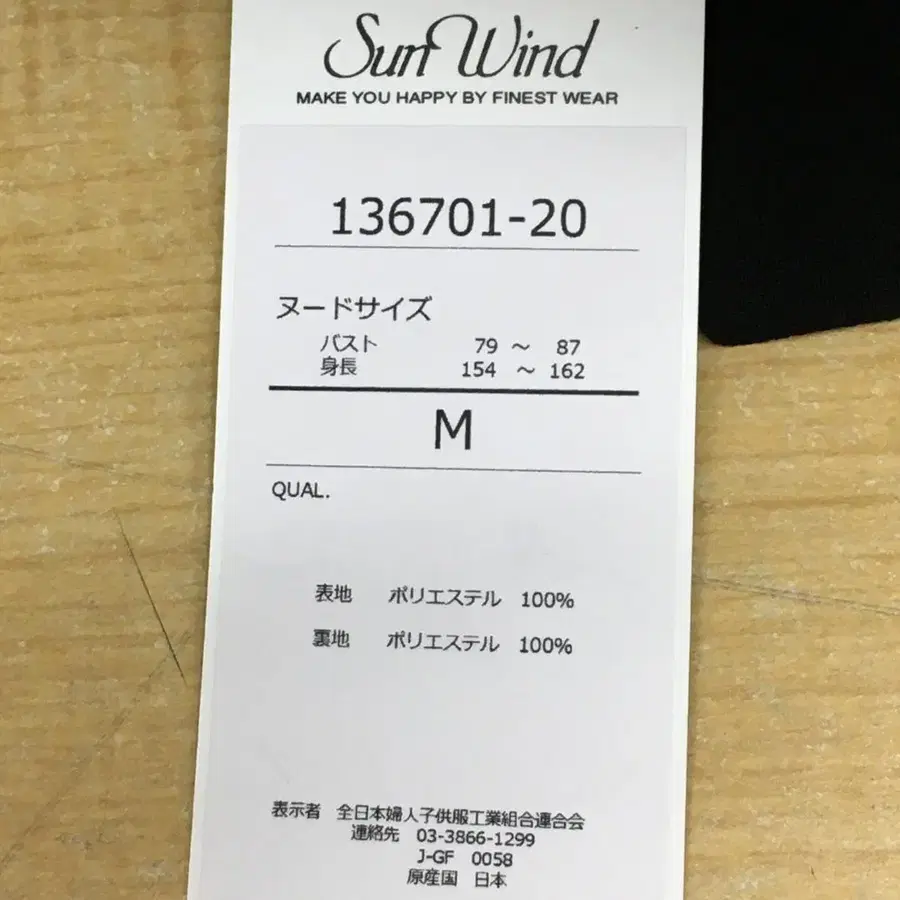 Sun Wind
MAKE YOU HAPPY BY FINEST WEAR
136701-20
ヌードサイズ
バスト 79 ～ 87
身長 154 ～ 162
M
QUAL.
表地 ポリエステル 100%
裏地 ポリエステル 100%
表示者 全日本婦人子供服工業組合連合会
連絡先 03-3866-1299
J-GF 0058
原産国 日本